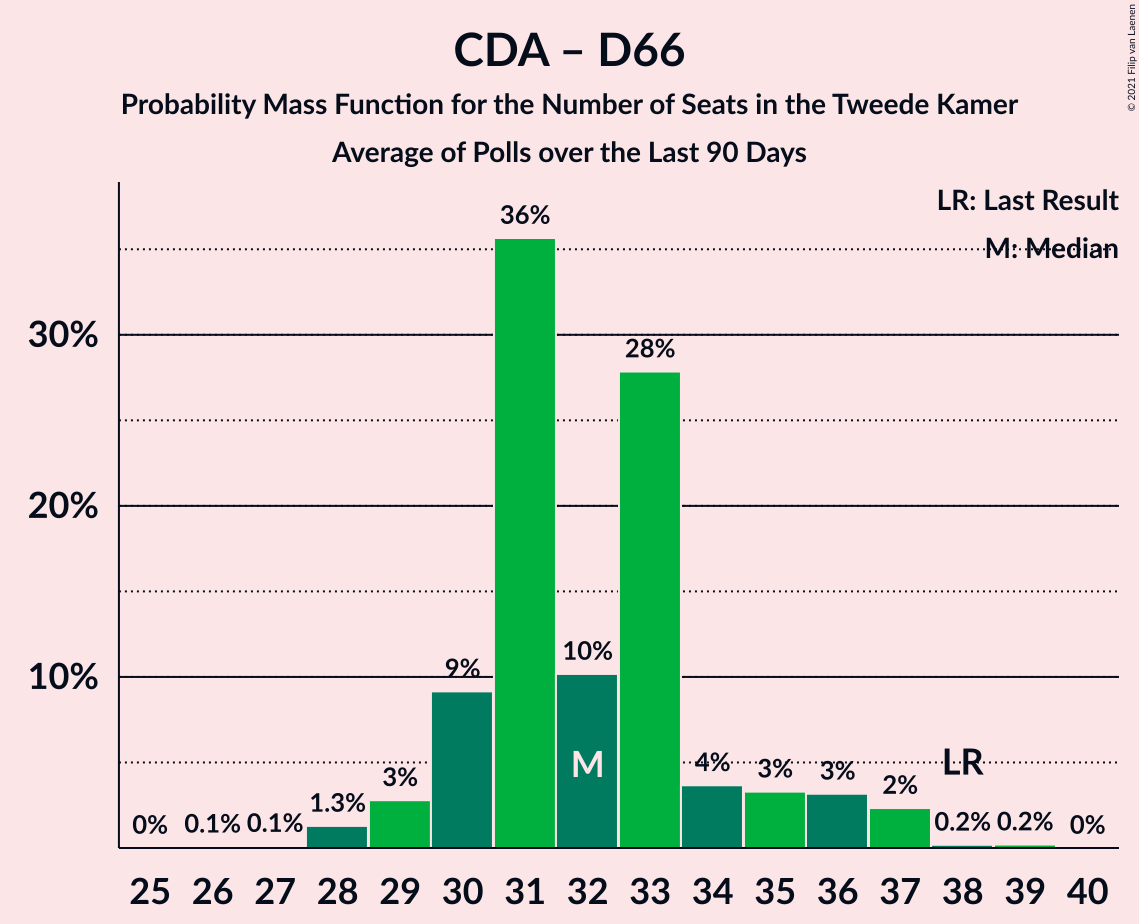 CDA – D66
Probability Mass Function for the Number of Seats in the Tweede Kamer
Average of Polls over the Last 90 Days
© 2021 Filip van Laenen
LR: Last Result
M: Median
36%
30%
28%
20%
10%
10%
9%
M
LR
4%
3%
3%
3%
2%
1.3%
0%
0.1%
0.1%
0.2%
0.2%
0%
25 26 27 28 29 30 31 32 33 34 35 36 37 38 39 40